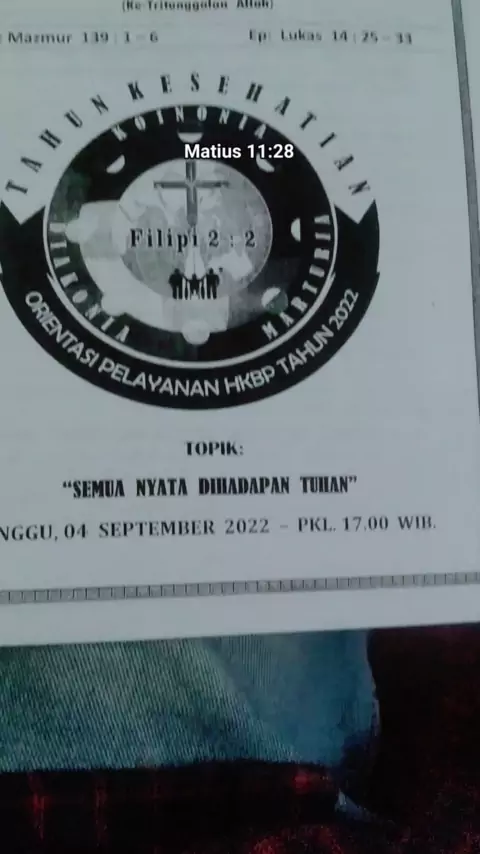 (Ke-Tritunggalan Allah)
: Mazmur 139 : 1 – 6
Ep: Lukas 14 : 25 – 33
TAHUN KESEHATIAN
KOINONIA
Matius 11:28
Filipi 2 : 2
DIAKONIA
MARTURIA
ORIENTASI PELAYANAN HKBP TAHUN 2022
TOPIK:
“SEMUA NYATA DIHADAPAN TUHAN”
NGGU, 04 SEPTEMBER 2022 – PKL. 17.00 WIB.